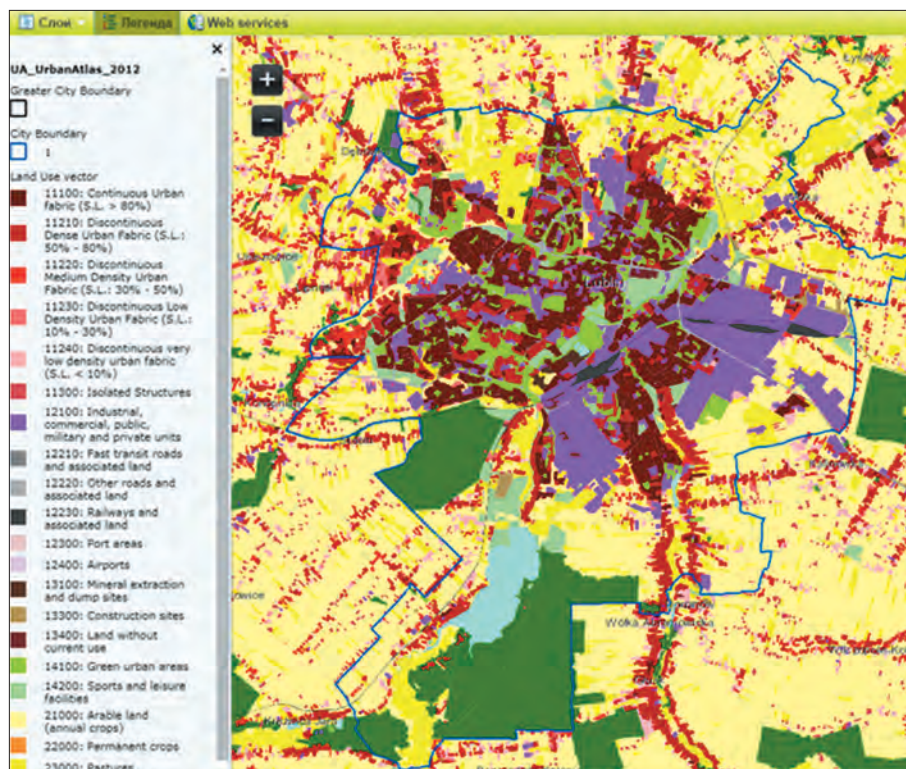 Слои Легенда Web services
UA_UrbanAtlas_2012
Greater City Boundary
City Boundary
1
Land Use vector
11100: Continuous Urban
fabric (S.L. > 80%)
11210: Discontinuous
Dense Urban Fabric (S.L.:
50% - 80%)
11220: Discontinuous
Medium Density Urban
Fabric (S.L.: 30% - 50%)
11230: Discontinuous Low
Density Urban Fabric (S.L.:
10% - 30%)
11240: Discontinuous very
low density urban fabric
(S.L. < 10%)
11300: Isolated Structures
12100: Industrial,
commercial, public,
military and private units
12210: Fast transit roads
and associated land
12220: Other roads and
associated land
12230: Railways and
associated land
12300: Port areas
12400: Airports
13100: Mineral extraction
and dump sites
13300: Construction sites
13400: Land without
current use
14100: Green urban areas
14200: Sports and leisure
facilities
21000: Arable land
(annual crops)
22000: Permanent crops
23000: Pastures
Lublin